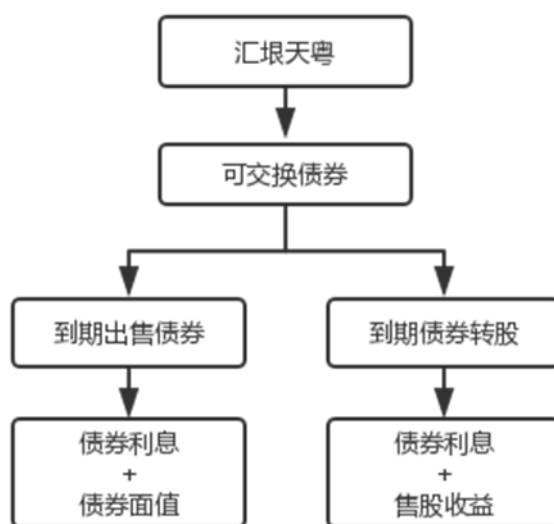 汇垠天粤
可交换债券
到期出售债券
到期债券转股
债券利息
+
债券面值
债券利息
+
售股收益